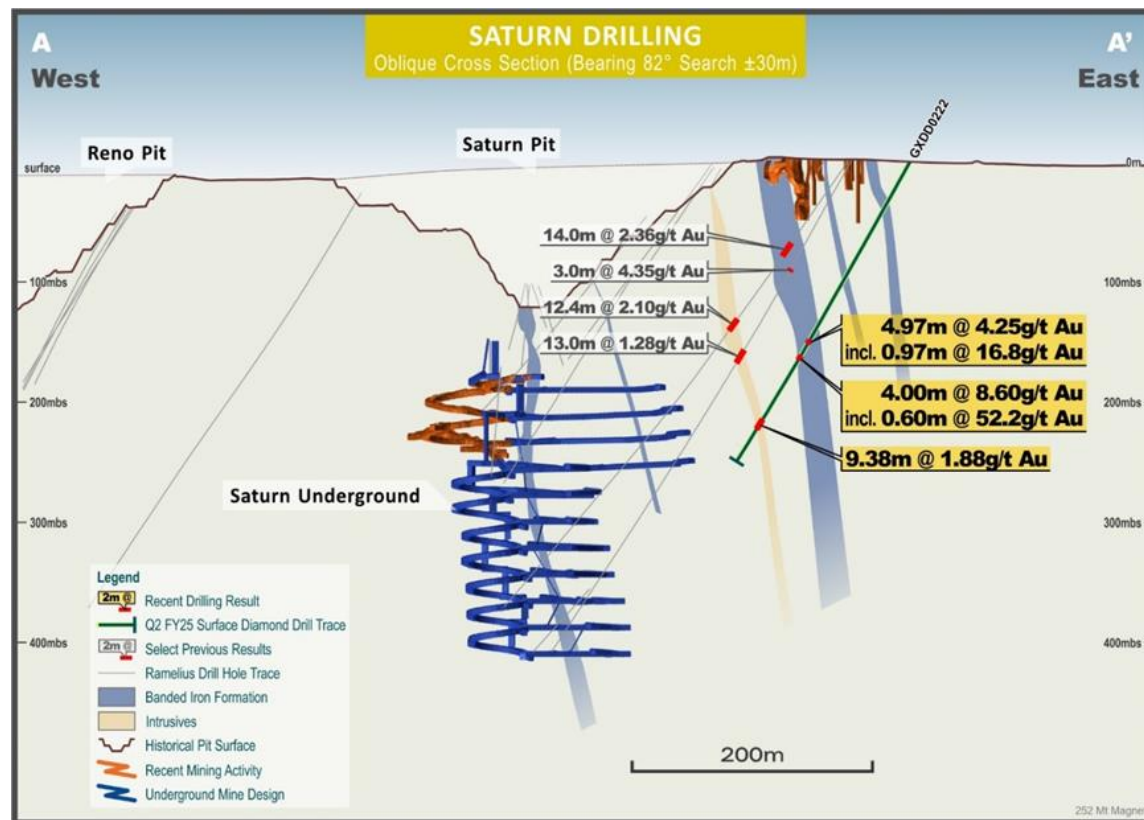 SATURN DRILLING
Oblique Cross Section (Bearing 82° Search ±30m)
A
West
A'
East
Reno Pit
Saturn Pit
GXDD0222
surface
0m
14.0m @ 2.36g/t Au
3.0m @ 4.35g/t Au
12.4m @ 2.10g/t Au
13.0m @ 1.28g/t Au
100mbs
100mbs
4.97m @ 4.25g/t Au
incl. 0.97m @ 16.8g/t Au
4.00m @ 8.60g/t Au
incl. 0.60m @ 52.2g/t Au
9.38m @ 1.88g/t Au
200mbs
200mbs
Saturn Underground
300mbs
300mbs
400mbs
400mbs
Legend
2m @
Recent Drilling Result
Q2 FY25 Surface Diamond Drill Trace
2m @
Select Previous Results
Ramelius Drill Hole Trace
Banded Iron Formation
Intrusives
Historical Pit Surface
Recent Mining Activity
Underground Mine Design
200m
252 Mt Magne